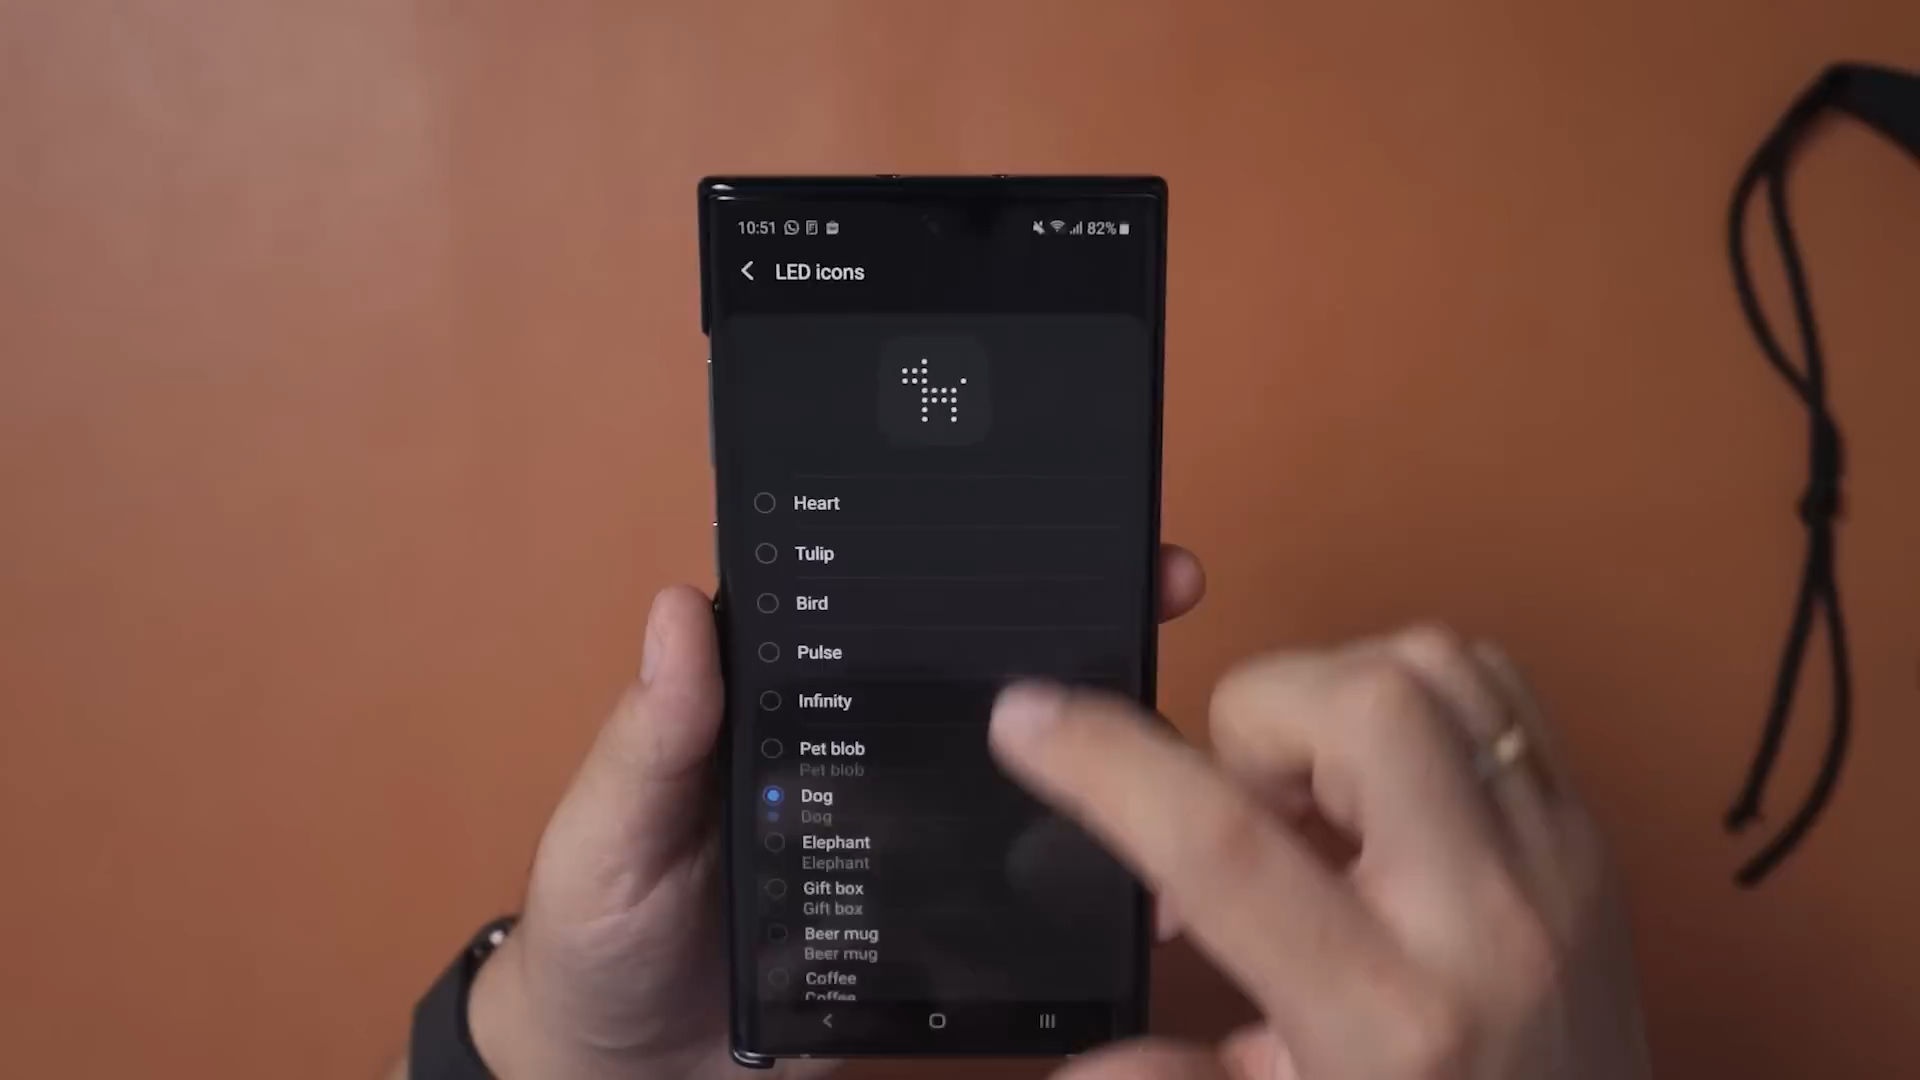 10:51 82%
LED icons
Heart
Tulip
Bird
Pulse
Infinity
Pet blob
Pet blob
Dog
Dog
Elephant
Elephant
Gift box
Gift box
Beer mug
Beer mug
Coffee
Coffee